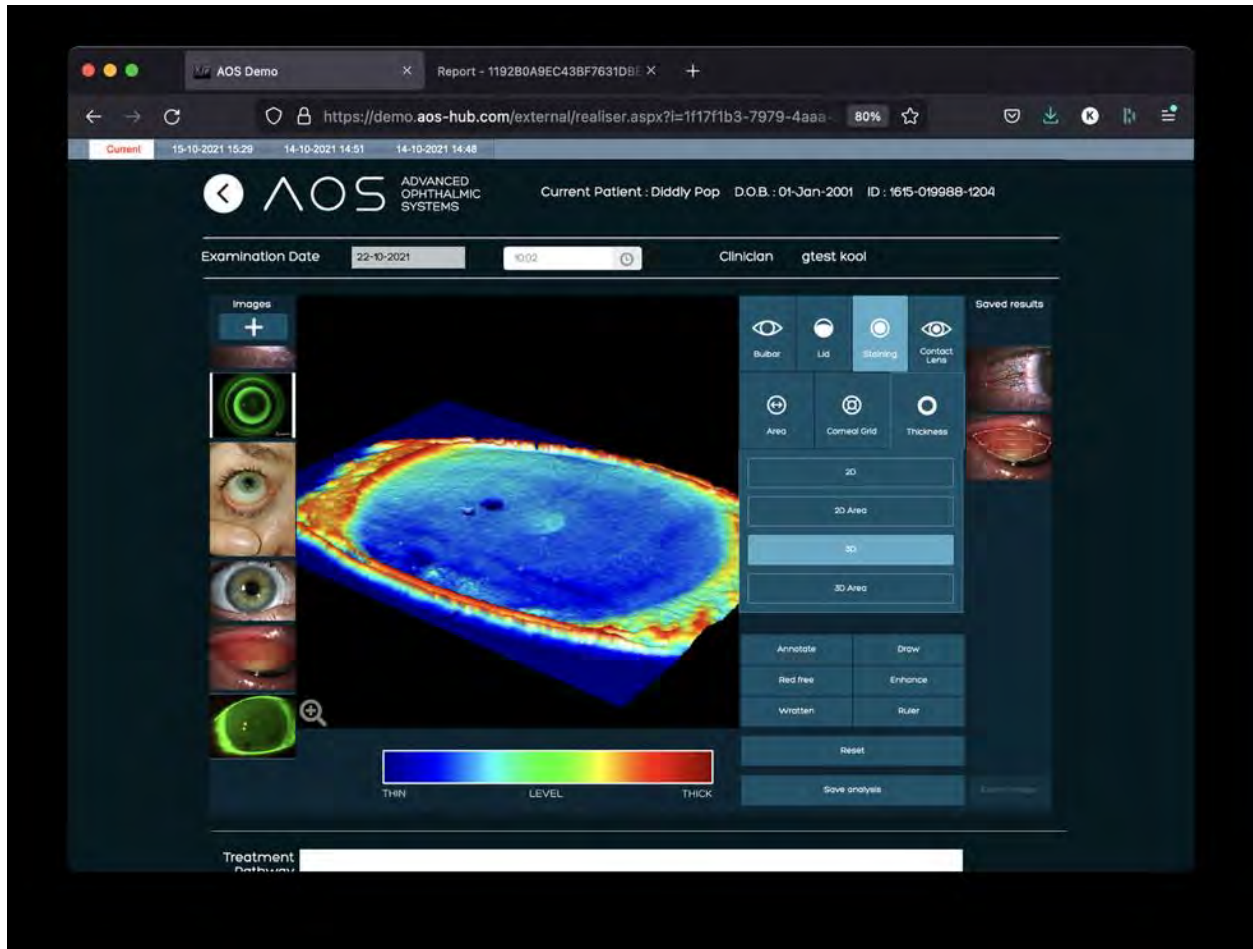 AOS Demo
Report - 1192B0A9EC43BF7631DB
https://demo.aos-hub.com/external/realiser.aspx?i=1f17f1b3-7979-4aaa-
80%
K
Current 15-10-2021 15:29 14-10-2021 14:51 14-10-2021 14:48
AOS
ADVANCED
OPHTHALMIC
SYSTEMS
Current Patient : Diddly Pop D.O.B. : 01-Jan-2001 ID : 1615-019988-1204
Examination Date 22-10-2021 10:02 Clinician gtest kool
Images
Bulbar
Lid
Staining
Contact
Lens
Saved results
Area
Corneal Grid
Thickness
2D
2D Area
3D
3D Area
Annotate Draw
Red free Enhance
Wratten Ruler
Reset
Save analysis
THIN LEVEL THICK
Treatment
Pathway